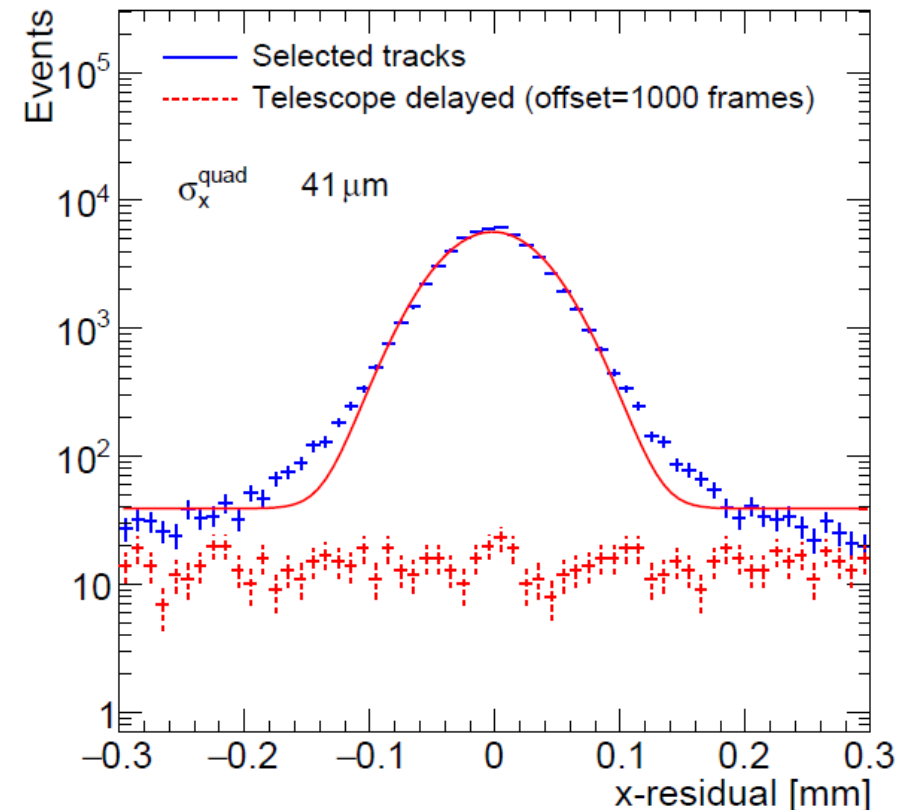 Events
Selected tracks
Telescope delayed (offset=1000 frames)
σₓ^quad 41 μm
10⁵
10⁴
10³
10²
10
1
−0.3 −0.2 −0.1 0 0.1 0.2 0.3
x-residual [mm]